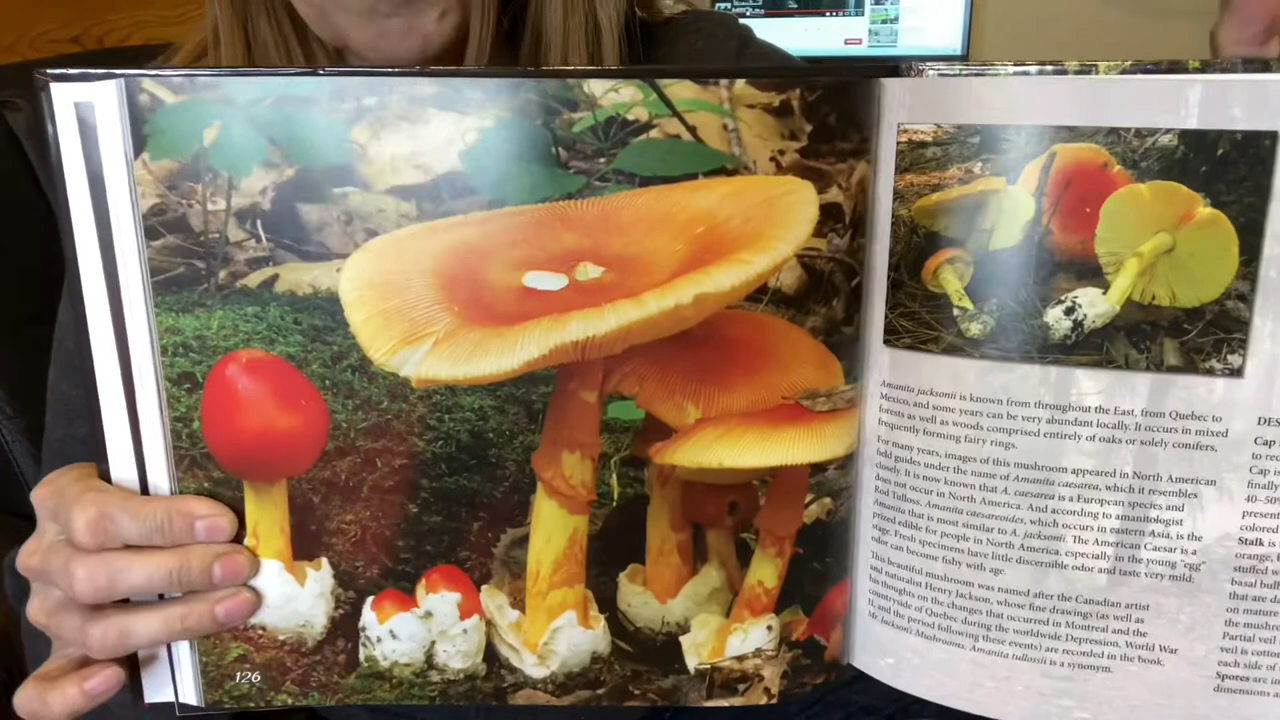 126
Amanita jacksonii is known from throughout the East, from Quebec to
Mexico, and some years can be very abundant locally. It occurs in mixed
forests as well as woods comprised entirely of oaks or solely conifers,
frequently forming fairy rings.
For many years, images of this mushroom appeared in North American
field guides under the name of Amanita caesarea, which it resembles
closely. It is now known that A. caesarea is a European species and
does not occur in North America. And according to amanitologist
Rod Tulloss, Amanita caesareoides, which occurs in eastern Asia, is the
Amanita that is most similar to A. jacksonii. The American Caesar is a
prized edible for people in North America, especially in the young "egg"
stage. Fresh specimens have little discernible odor and taste very mild;
odor can become fishy with age.
This beautiful mushroom was named after the Canadian artist
and naturalist Henry Jackson, whose fine drawings (as well as
his thoughts on the changes that occurred in Montreal and the
countryside of Quebec during the worldwide Depression, World War
II, and the period following these events) are recorded in the book,
Mr. Jackson's Mushrooms. Amanita tullossii is a synonym.
DES
Cap
to rec
Cap
finally
40–50
present
colored
Stalk is
orange,
stuffed w
basal bul
that are da
on mature
the mushr
Partial veil
veil is cotton
each side of
Spores are in
dimensions a